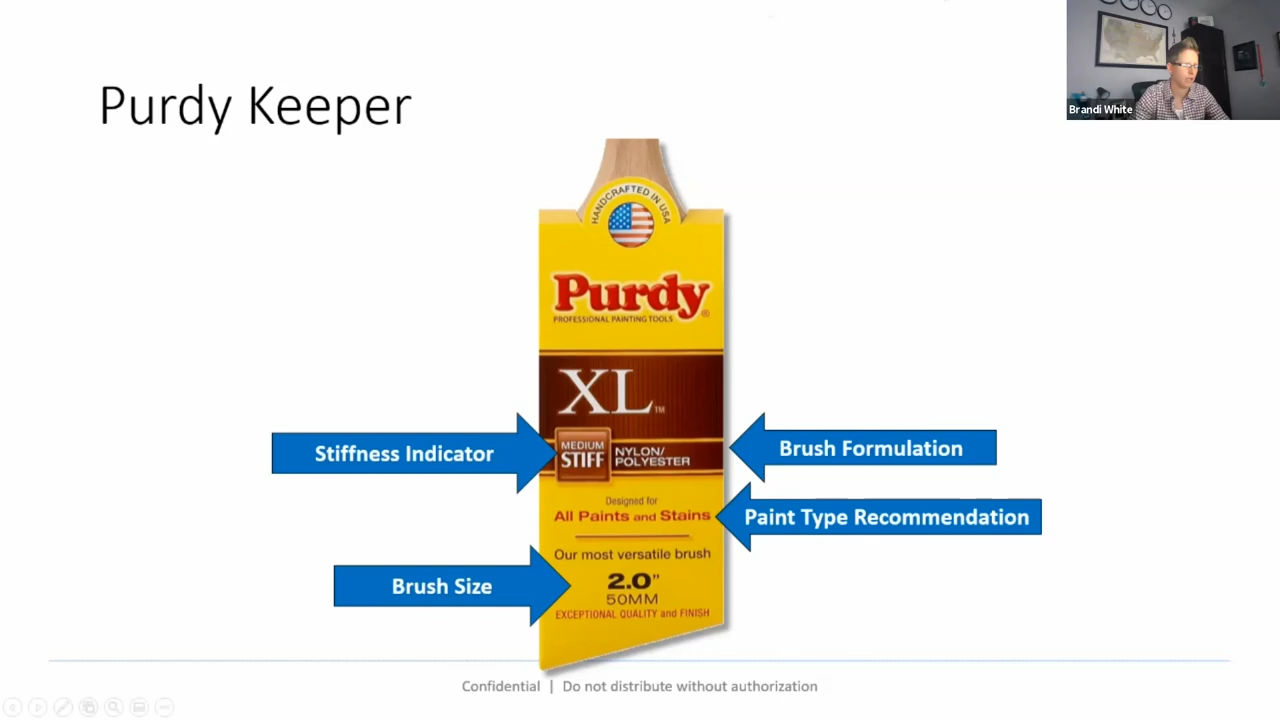 Purdy Keeper
Brandi White
HANDCRAFTED IN USA
Purdy®
PROFESSIONAL PAINTING TOOLS
XL™
Stiffness Indicator
MEDIUM
STIFF
NYLON/
POLYESTER
Brush Formulation
Designed for
All Paints and Stains
Paint Type Recommendation
Our most versatile brush
Brush Size
2.0"
50MM
EXCEPTIONAL QUALITY and FINISH
Confidential | Do not distribute without authorization